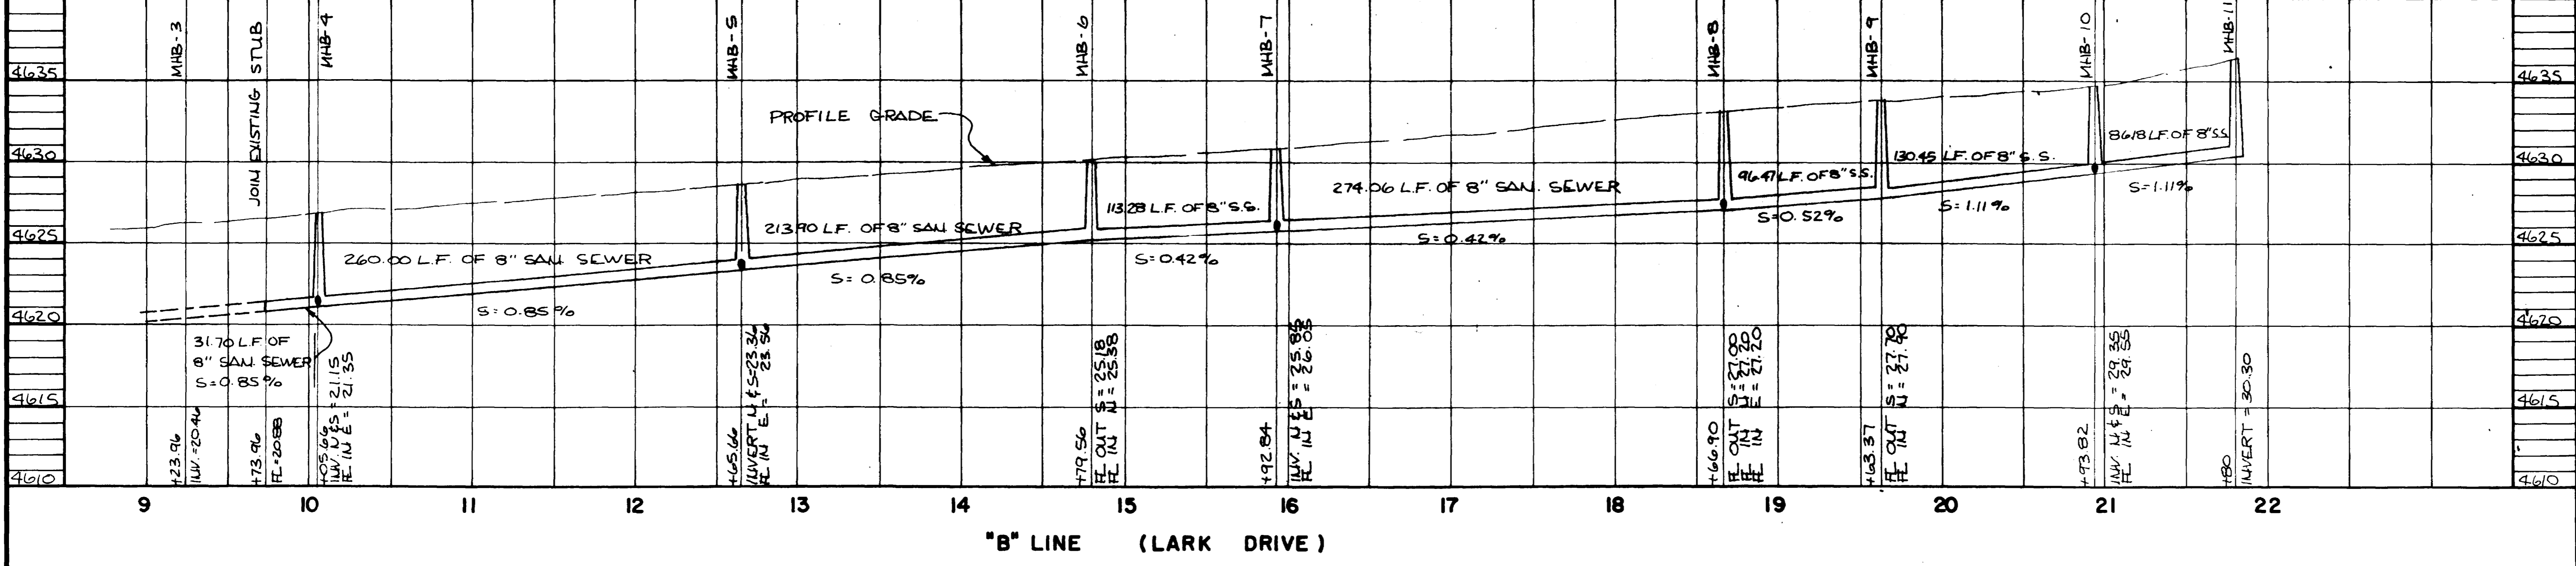 MHB-3
JOIN EXISTING STUB
MHB-4
MHB-5
MHB-6
MHB-7
MHB-8
MHB-9
MHB-10
MHB-11
4635
4635
PROFILE GRADE
4630
4630
4625
4625
4620
4620
4615
4615
4610
4610
260.00 L.F. OF 8" SAN. SEWER
213.90 L.F. OF 8" SAN SEWER
113.28 L.F. OF 8" S.S.
274.06 L.F. OF 8" SAN. SEWER
96.47 L.F. OF 8" S.S.
130.45 L.F. OF 8" S.S.
86.18 L.F. OF 8" S.S.
S=0.85%
S=0.85%
S=0.42%
S=0.42%
S=0.52%
S=1.11%
S=1.11%
31.70 L.F. OF
8" SAN. SEWER
S=0.85%
+23.96
INV.=20.46
+73.96
FL=20.88
+05.66
INV. N & S = 21.15
FL IN E = 21.35
+65.66
INVERT N & S=23.36
FL IN E = 23.56
+79.56
FL OUT S = 25.18
FL IN N = 25.38
+92.84
INV. N & S = 25.85
FL IN E = 26.05
+66.90
FL OUT S=27.00
FL IN N=27.20
FL IN E=27.20
+63.37
FL OUT S=27.70
FL IN N=27.90
+93.82
INV. N & S = 29.35
FL IN E = 29.55
+80
INVERT = 30.30
9 10 11 12 13 14 15 16 17 18 19 20 21 22
"B" LINE (LARK DRIVE)